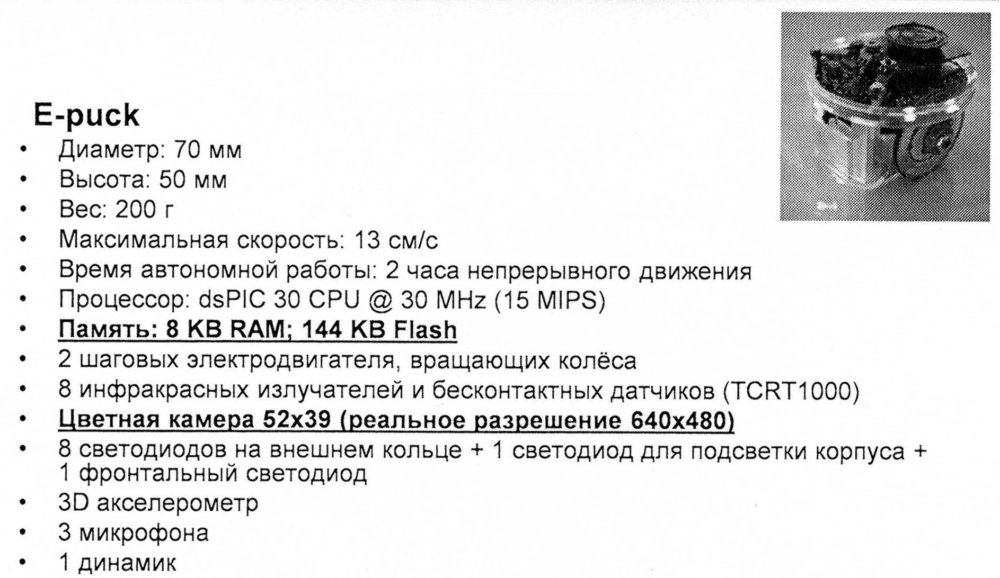 E-puck
• Диаметр: 70 мм
• Высота: 50 мм
• Вес: 200 г
• Максимальная скорость: 13 см/с
• Время автономной работы: 2 часа непрерывного движения
• Процессор: dsPIC 30 CPU @ 30 MHz (15 MIPS)
• Память: 8 KB RAM; 144 KB Flash
• 2 шаговых электродвигателя, вращающих колёса
• 8 инфракрасных излучателей и бесконтактных датчиков (TCRT1000)
• Цветная камера 52x39 (реальное разрешение 640x480)
• 8 светодиодов на внешнем кольце + 1 светодиод для подсветки корпуса +
1 фронтальный светодиод
• 3D акселерометр
• 3 микрофона
• 1 динамик